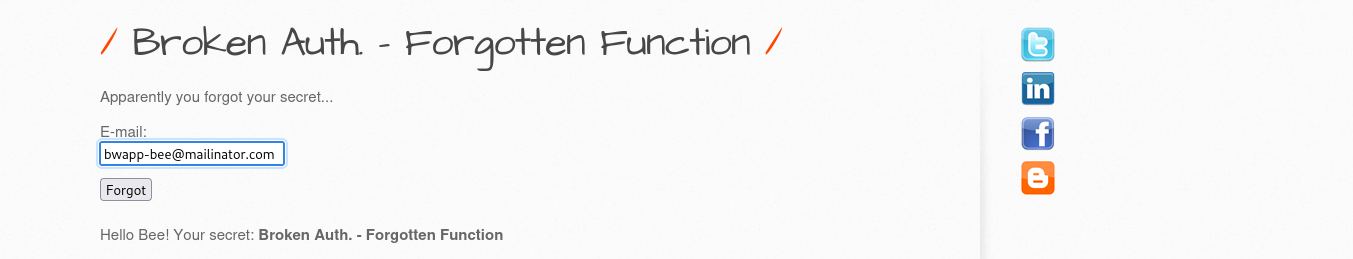 / Broken Auth. - Forgotten Function /
Apparently you forgot your secret...
E-mail:
bwapp-bee@mailinator.com
Forgot
Hello Bee! Your secret: Broken Auth. - Forgotten Function
t
in
f
B